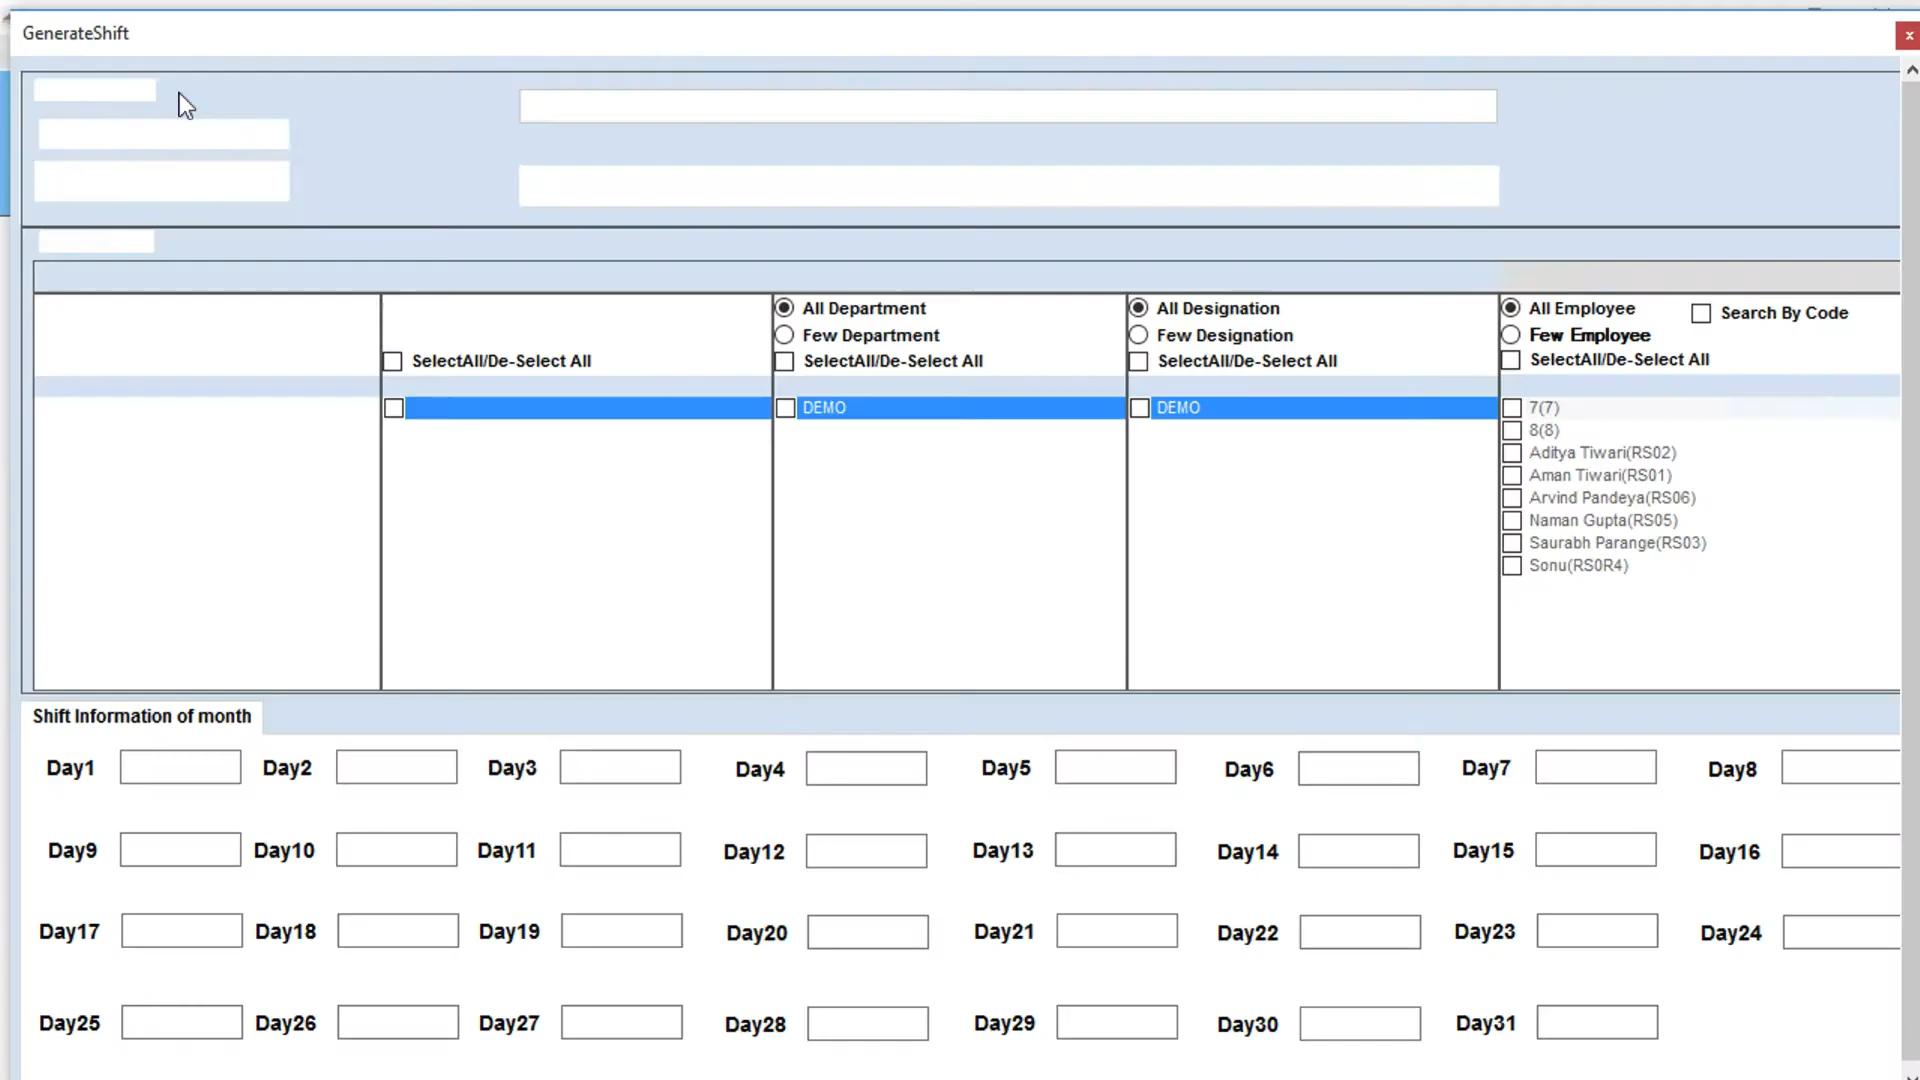 GenerateShift
x
All Department
Few Department
SelectAll/De-Select All
SelectAll/De-Select All
All Designation
Few Designation
SelectAll/De-Select All
All Employee
Search By Code
Few Employee
SelectAll/De-Select All
DEMO
DEMO
7(7)
8(8)
Aditya Tiwari(RS02)
Aman Tiwari(RS01)
Arvind Pandeya(RS06)
Naman Gupta(RS05)
Saurabh Parange(RS03)
Sonu(RS0R4)
Shift Information of month
Day1 Day2 Day3 Day4 Day5 Day6 Day7 Day8
Day9 Day10 Day11 Day12 Day13 Day14 Day15 Day16
Day17 Day18 Day19 Day20 Day21 Day22 Day23 Day24
Day25 Day26 Day27 Day28 Day29 Day30 Day31